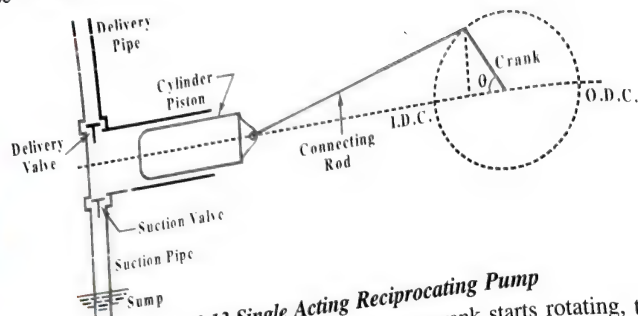 Delivery
Pipe
Cylinder
Piston
Crank
θ
O.D.C.
I.D.C.
Delivery
Valve
Connecting
Rod
Suction Valve
Suction Pipe
Sump
Single Acting Reciprocating Pump
starts rotating,